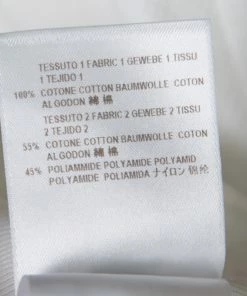 TESSUTO 1 FABRIC 1 GEWEBE 1 TISSU
1 TEJIDO 1
100% COTONE COTTON BAUMWOLLE COTON
ALGODON 綿 棉
TESSUTO 2 FABRIC 2 GEWEBE 2 TISSU
2 TEJIDO 2
55% COTONE COTTON BAUMWOLLE COTON
ALGODON 綿 棉
45% POLIAMMIDE POLYAMIDE POLYAMID
POLYAMIDE POLIAMIDA ナイロン 锦纶